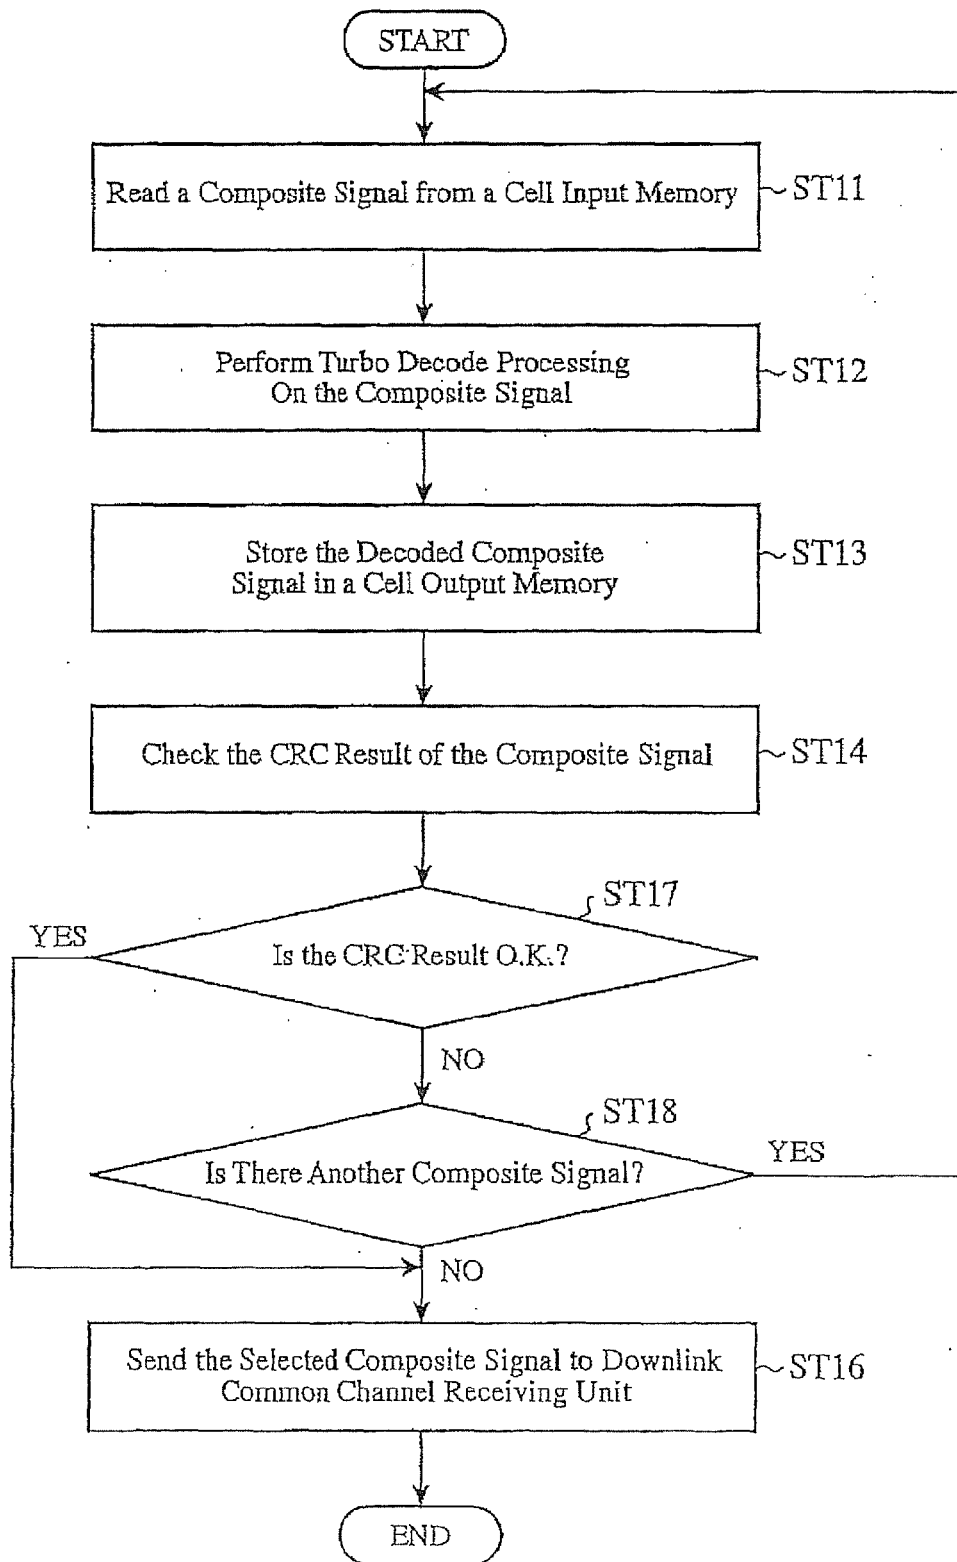 START
Read a Composite Signal from a Cell Input Memory
ST11
Perform Turbo Decode Processing
On the Composite Signal
ST12
Store the Decoded Composite
Signal in a Cell Output Memory
ST13
Check the CRC Result of the Composite Signal
ST14
ST17
YES
Is the CRC Result O.K.?
NO
ST18
Is There Another Composite Signal?
YES
NO
Send the Selected Composite Signal to Downlink
Common Channel Receiving Unit
ST16
END